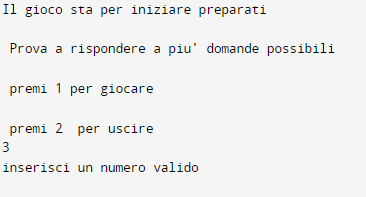 Il gioco sta per iniziare preparati
Prova a rispondere a piu' domande possibili
premi 1 per giocare
premi 2  per uscire
3
inserisci un numero valido